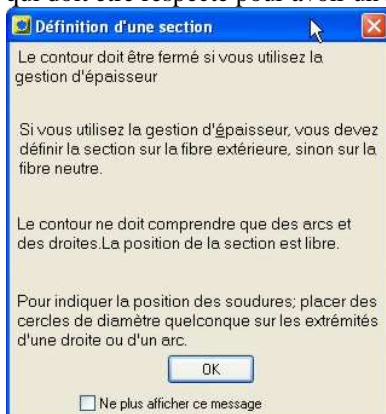 qui doit être respecté pour avoir un
Définition d'une section
Le contour doit être fermé si vous utilisez la
gestion d'épaisseur
Si vous utilisez la gestion d'épaisseur, vous devez
définir la section sur la fibre extérieure, sinon sur la
fibre neutre.
Le contour ne doit comprendre que des arcs et
des droites.La position de la section est libre.
Pour indiquer la position des soudures; placer des
cercles de diamètre quelconque sur les extrémités
d'une droite ou d'un arc.
OK
Ne plus afficher ce message